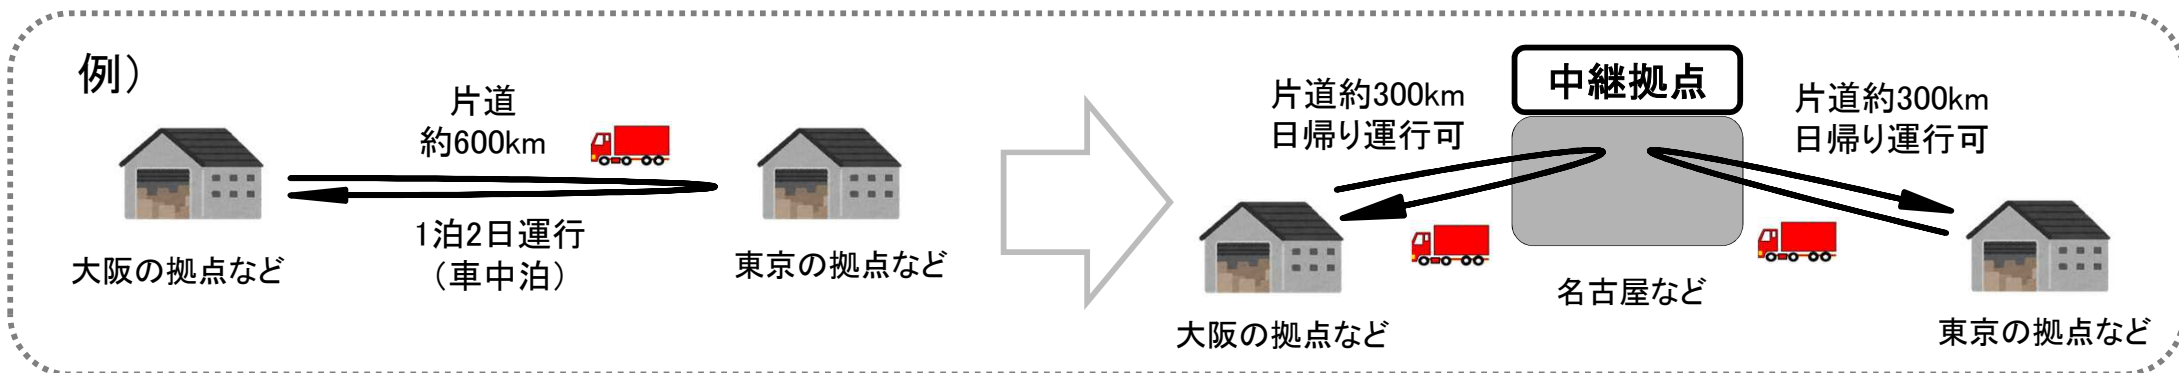 例）
片道
約600km
1泊2日運行
（車中泊）
大阪の拠点など
東京の拠点など
中継拠点
片道約300km
日帰り運行可
片道約300km
日帰り運行可
名古屋など
大阪の拠点など
東京の拠点など